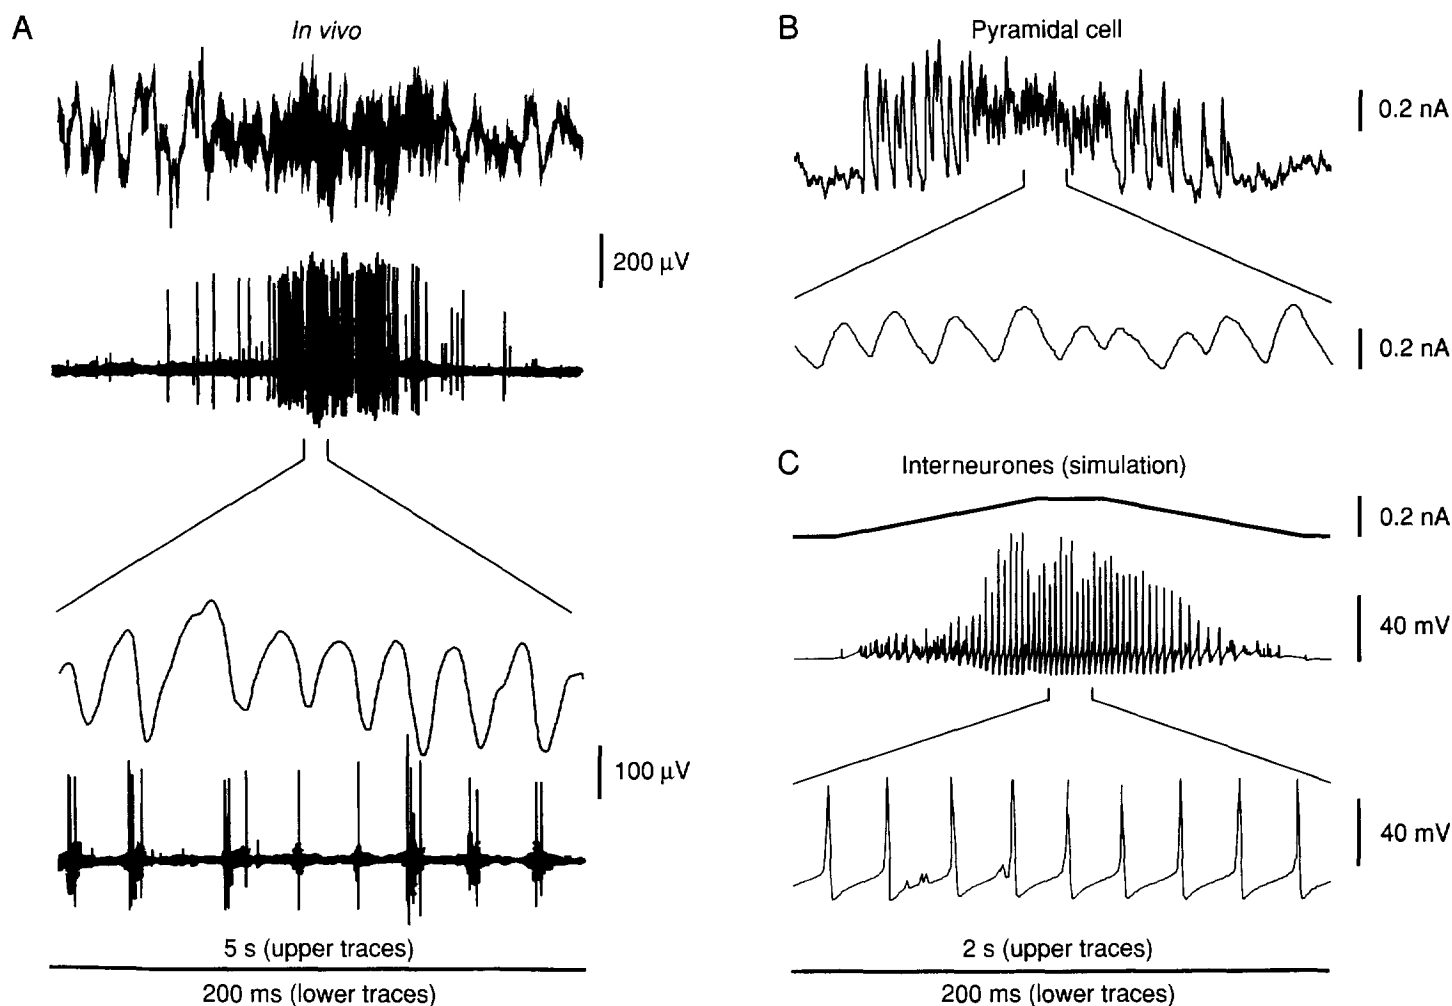 A
In vivo
200 µV
100 µV
5 s (upper traces)
200 ms (lower traces)
B
Pyramidal cell
0.2 nA
0.2 nA
C
Interneurones (simulation)
0.2 nA
40 mV
40 mV
2 s (upper traces)
200 ms (lower traces)